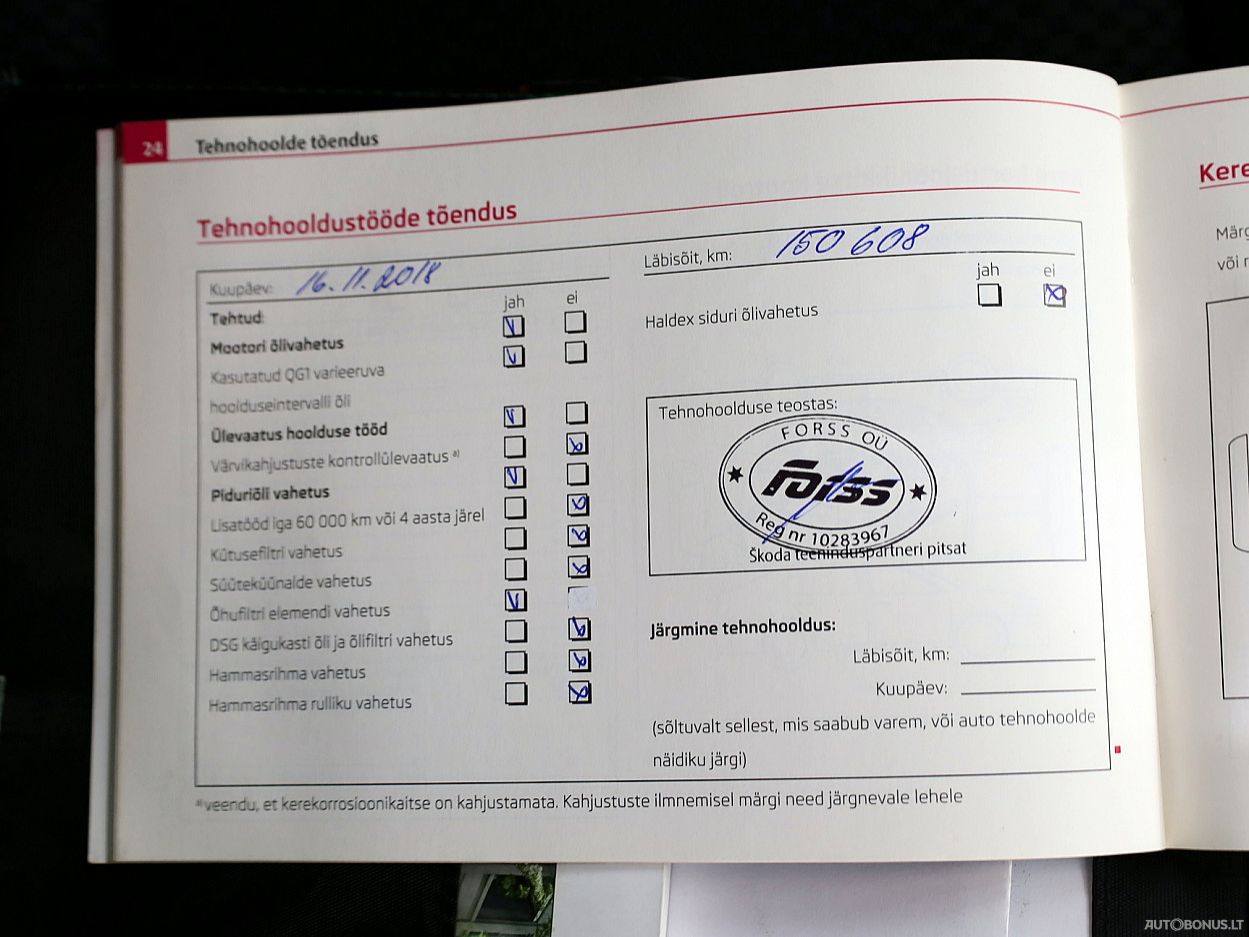 24 Tehnohoolde tõendus
Tehnohooldustööde tõendus
Kuupäev: 16.11.2018
jah ei
Tehtud:
Mootori õlivahetus
Kasutatud QG1 varieeruva
hoolduseintervalli õli
Ülevaatus hoolduse tööd
Värvikahjustuste kontrollülevaatus a)
Piduriõli vahetus
Lisatööd iga 60 000 km või 4 aasta järel
Kütusefiltri vahetus
Süüteküünalde vahetus
Õhufiltri elemendi vahetus
DSG käigukasti õli ja õlifiltri vahetus
Hammasrihma vahetus
Hammasrihma rulliku vahetus
Läbisõit, km: 150 608
jah ei
Haldex siduri õlivahetus
Tehnohoolduse teostas:
FORSS OÜ
Forss
Reg nr 10283967
Škoda teeninduspartneri pitsat
Järgmine tehnohooldus:
Läbisõit, km:
Kuupäev:
(sõltuvalt sellest, mis saabub varem, või auto tehnohoolde
näidiku järgi)
a) veendu, et kerekorrosioonikaitse on kahjustamata. Kahjustuste ilmnemisel märgi need järgnevale lehele
Kere
Märg
või r
AUTOBONUS.LT